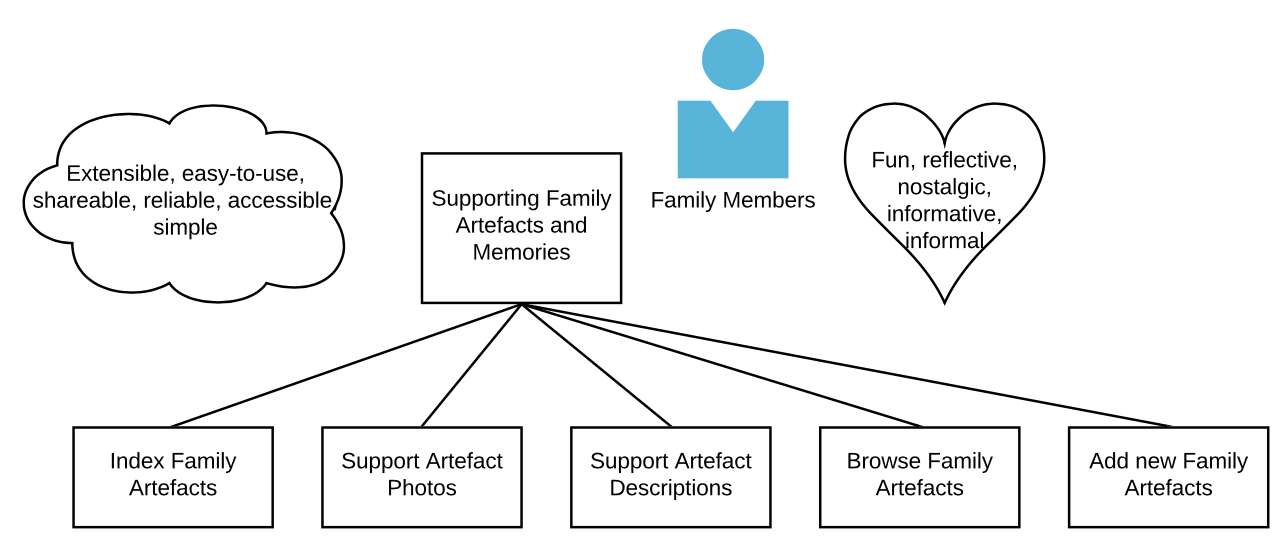 Extensible, easy-to-use,
shareable, reliable, accessible,
simple
Supporting Family
Artefacts and
Memories
Family Members
Fun, reflective,
nostalgic,
informative,
informal
Index Family
Artefacts
Support Artefact
Photos
Support Artefact
Descriptions
Browse Family
Artefacts
Add new Family
Artefacts